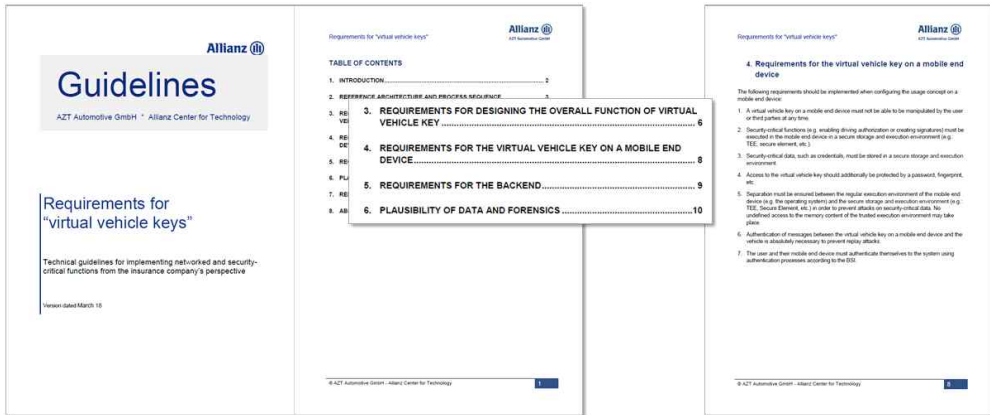 Allianz
Guidelines
AZT Automotive GmbH * Allianz Center for Technology
Requirements for
"virtual vehicle keys"
Technical guidelines for implementing networked and security-
critical functions from the insurance company's perspective
Version dated March 18
Requirements for "virtual vehicle keys"
Allianz
AZT Automotive GmbH
TABLE OF CONTENTS
1. INTRODUCTION 2
2. REFERENCE ARCHITECTURE AND PROCESS SEQUENCE
3.
4.
5.
6.
7.
8.
3. REQUIREMENTS FOR DESIGNING THE OVERALL FUNCTION OF VIRTUAL
VEHICLE KEY 6
4. REQUIREMENTS FOR THE VIRTUAL VEHICLE KEY ON A MOBILE END
DEVICE 8
5. REQUIREMENTS FOR THE BACKEND 9
6. PLAUSIBILITY OF DATA AND FORENSICS 10
© AZT Automotive GmbH - Allianz Center for Technology
1
Requirements for "virtual vehicle keys"
Allianz
AZT Automotive GmbH
4. Requirements for the virtual vehicle key on a mobile end
device
The following requirements should be implemented when configuring the usage concept on a
mobile end device:
1. A virtual vehicle key on a mobile end device must not be able to be manipulated by the user
or third parties at any time.
2. Security-critical functions (e.g. enabling driving authorization or creating signatures) must be
executed in the mobile end device in a secure storage and execution environment (e.g.:
TEE, secure element, etc.).
3. Security-critical data, such as credentials, must be stored in a secure storage and execution
environment.
4. Access to the virtual vehicle key should additionally be protected by a password, fingerprint,
etc.
5. Separation must be ensured between the regular execution environment of the mobile end
device (e.g. the operating system) and the secure storage and execution environment (e.g.:
TEE, Secure Element, etc.) in order to prevent attacks on security-critical data. No
undefined access to the memory content of the trusted execution environment may take
place.
6. Authentication of messages between the virtual vehicle key on a mobile end device and the
vehicle is absolutely necessary to prevent replay attacks.
7. The user and their mobile end device must authenticate themselves to the system using
authentication processes according to the BSI.
© AZT Automotive GmbH - Allianz Center for Technology
8